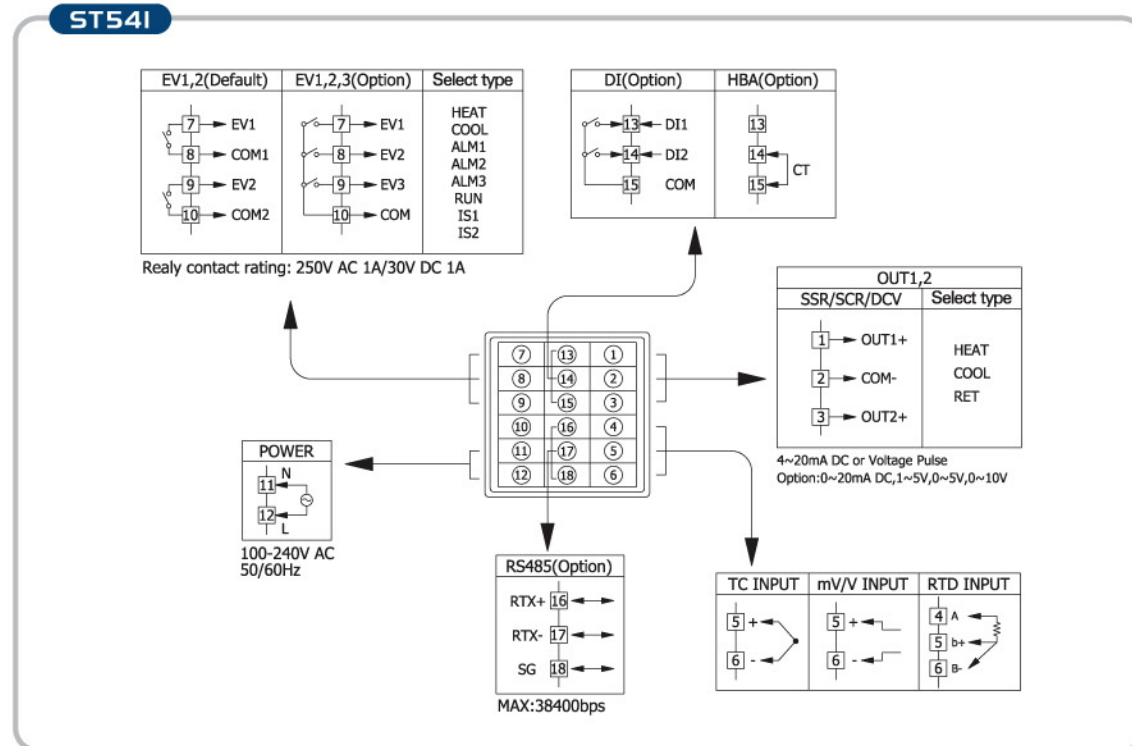 ST54I
EV1,2(Default) EV1,2,3(Option) Select type
7 EV1
8 COM1
9 EV2
10 COM2
7 EV1
8 EV2
9 EV3
10 COM
HEAT
COOL
ALM1
ALM2
ALM3
RUN
IS1
IS2
Realy contact rating: 250V AC 1A/30V DC 1A
DI(Option) HBA(Option)
13 DI1
14 DI2
15 COM
13
14
15
CT
OUT1,2
SSR/SCR/DCV Select type
1 OUT1+
2 COM-
3 OUT2+
HEAT
COOL
RET
4~20mA DC or Voltage Pulse
Option:0~20mA DC,1~5V,0~5V,0~10V
7 13 1
8 14 2
9 15 3
10 16 4
11 17 5
12 18 6
POWER
11 N
12 L
100-240V AC
50/60Hz
RS485(Option)
RTX+ 16
RTX- 17
SG 18
MAX:38400bps
TC INPUT mV/V INPUT RTD INPUT
5 +
6 -
5 +
6 -
4 A
5 b+
6 B-